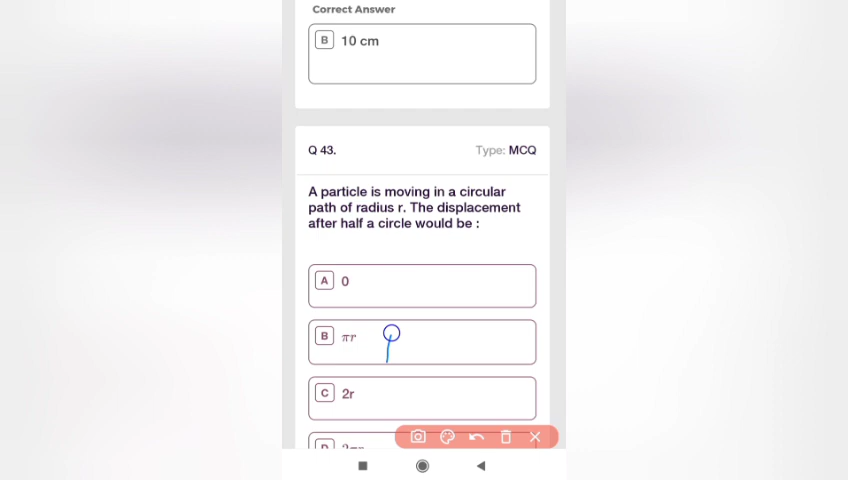 Correct Answer
B 10 cm
Q 43.
Type: MCQ
A particle is moving in a circular
path of radius r. The displacement
after half a circle would be :
A 0
B πr
C 2r